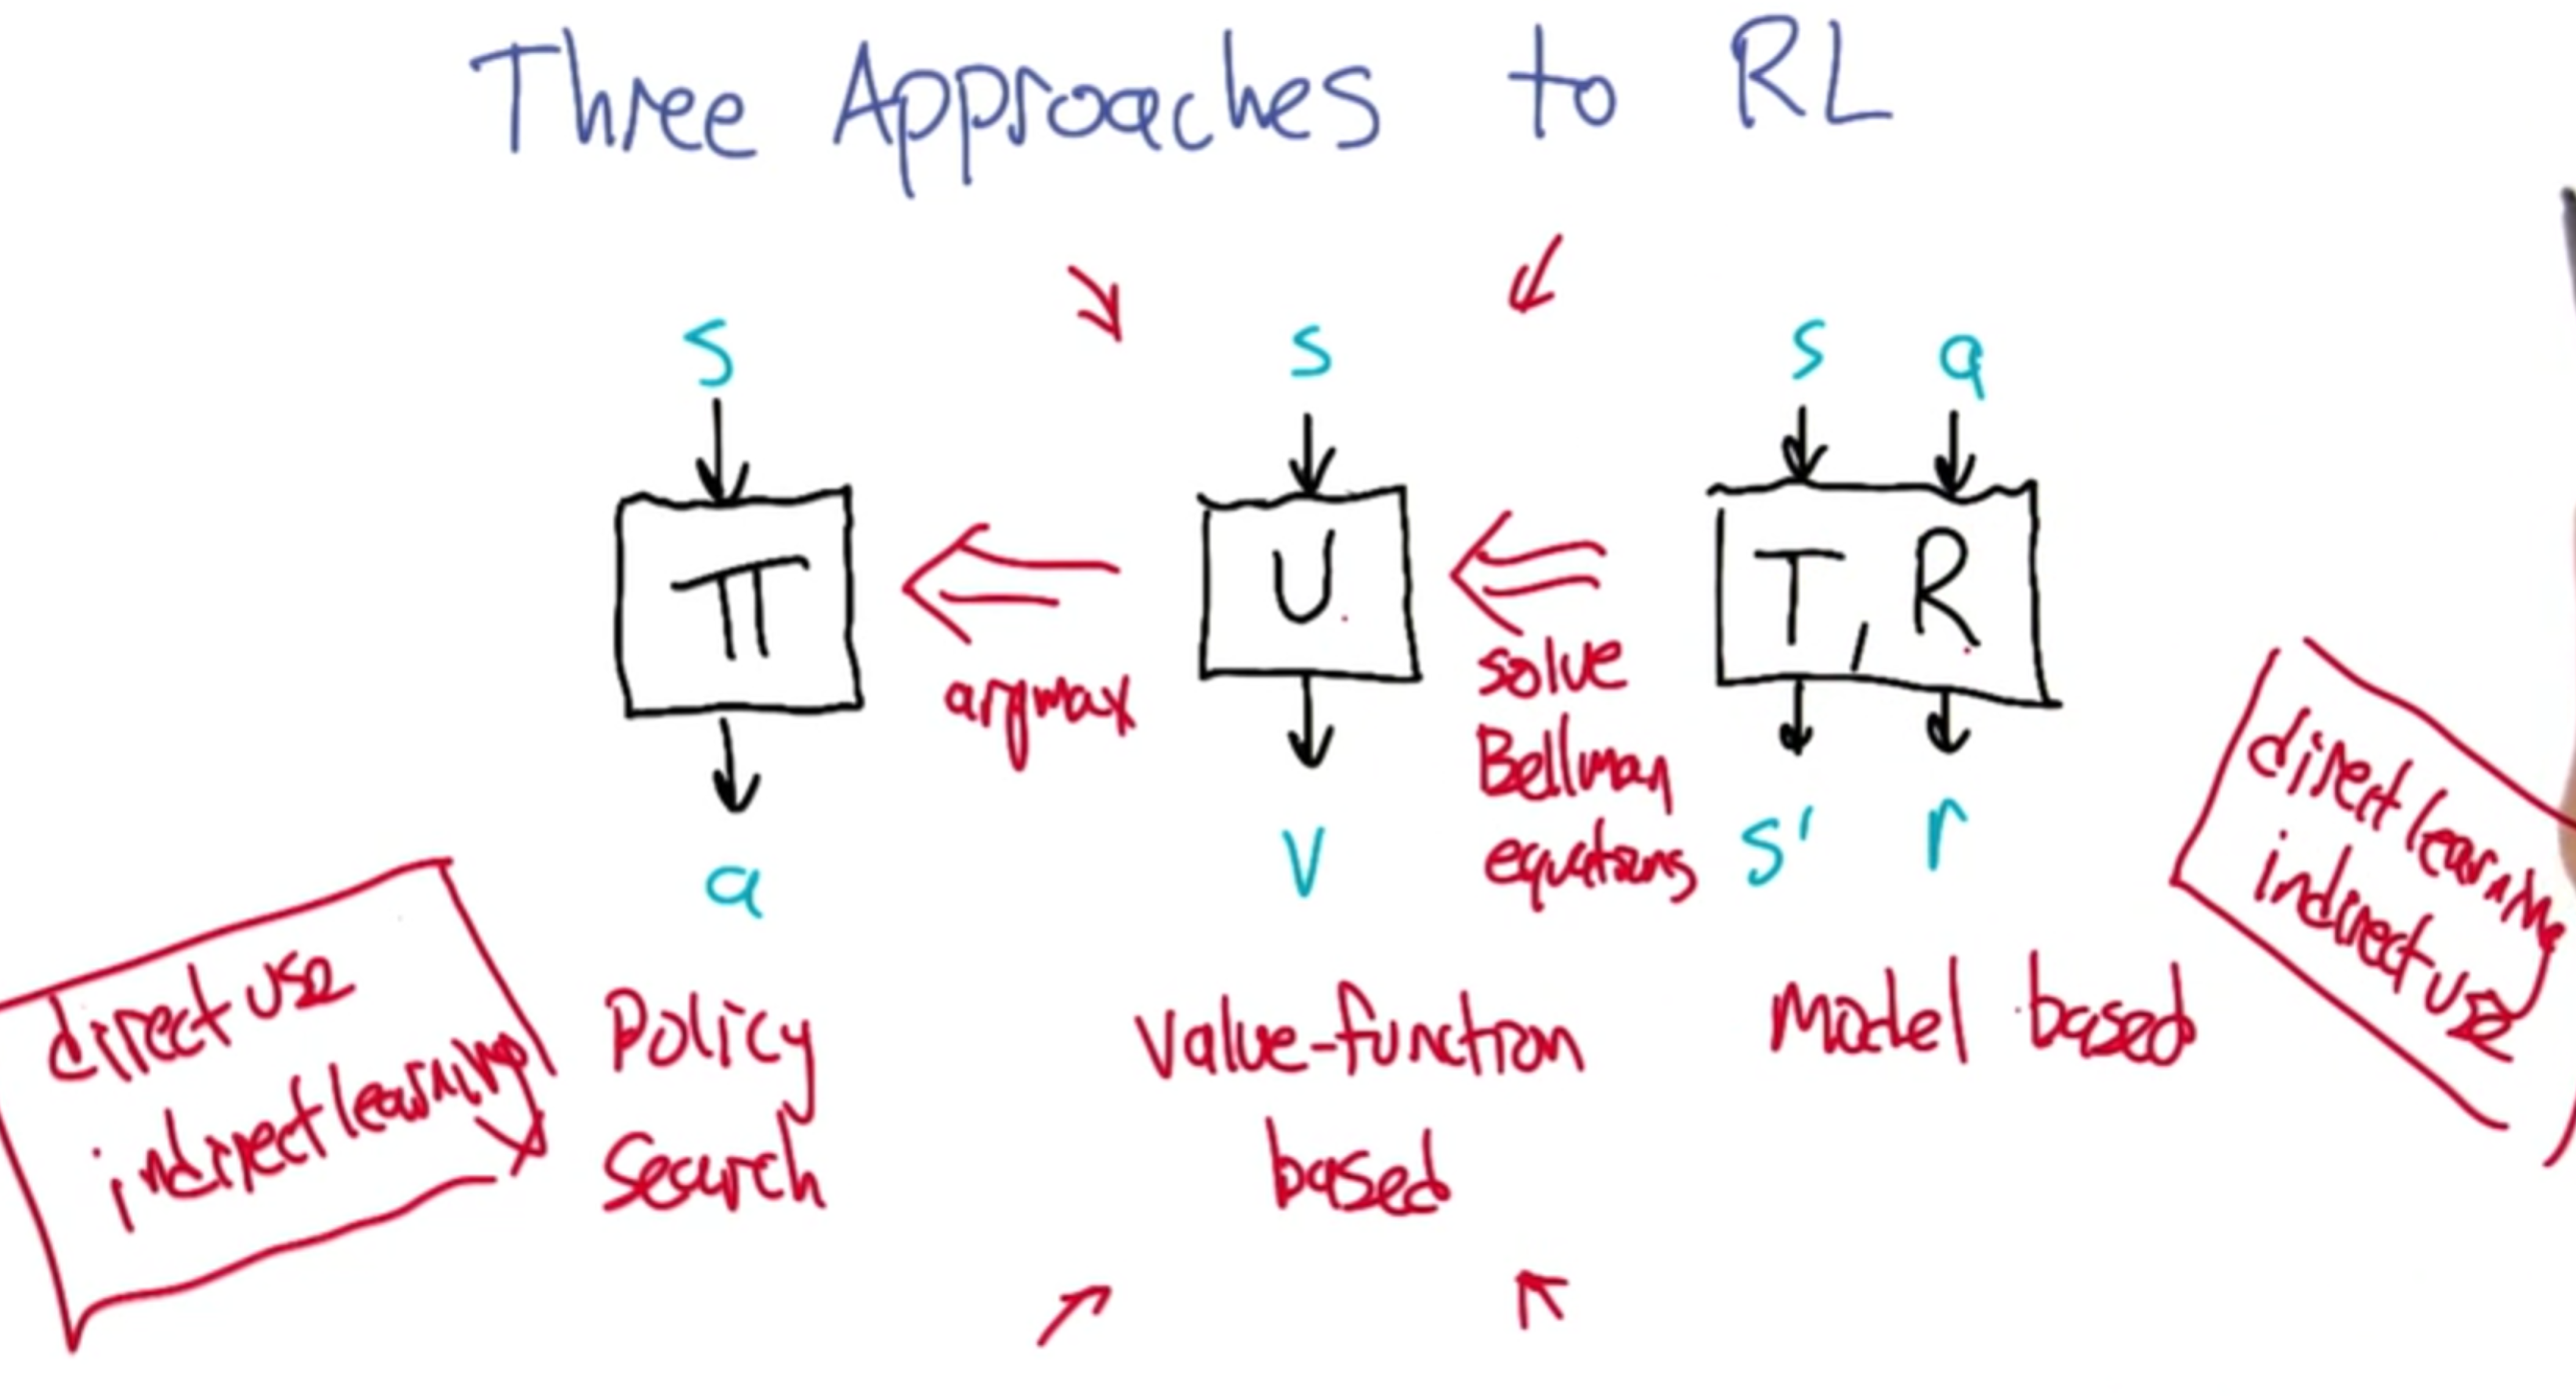 Three Approaches to RL
s
s
s a
π
U
T, R
argmax
solve
Bellman
equations
a
v
s' r
direct use
indirect learning
Policy
Search
value-function
based
Model based
direct learning
indirect use